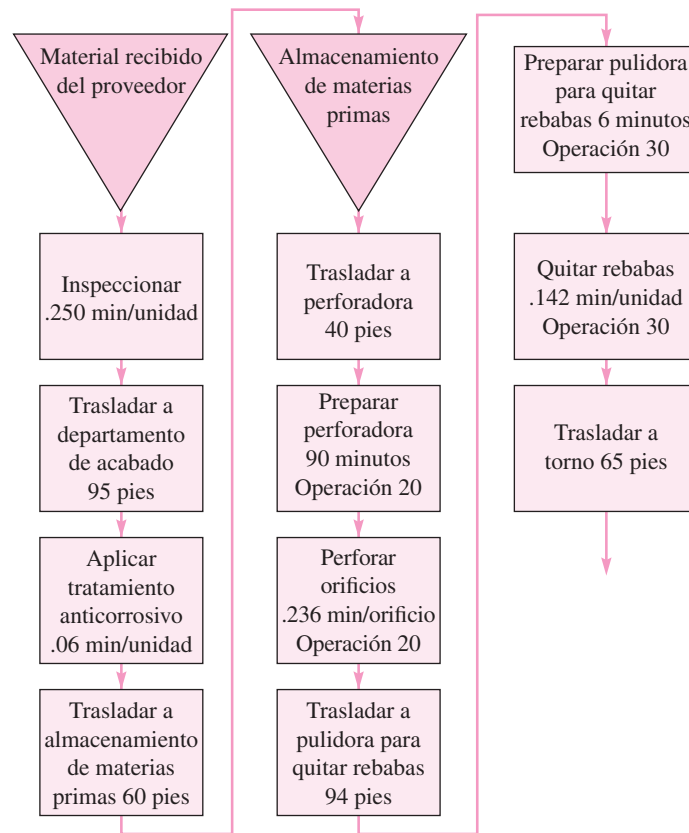 Material recibido
del proveedor
Inspeccionar
.250 min/unidad
Trasladar a
departamento
de acabado
95 pies
Aplicar
tratamiento
anticorrosivo
.06 min/unidad
Trasladar a
almacenamiento
de materias
primas 60 pies
Almacenamiento
de materias
primas
Trasladar a
perforadora
40 pies
Preparar
perforadora
90 minutos
Operación 20
Perforar
orificios
.236 min/orificio
Operación 20
Trasladar a
pulidora para
quitar rebabas
94 pies
Preparar pulidora
para quitar
rebabas 6 minutos
Operación 30
Quitar rebabas
.142 min/unidad
Operación 30
Trasladar a
torno 65 pies